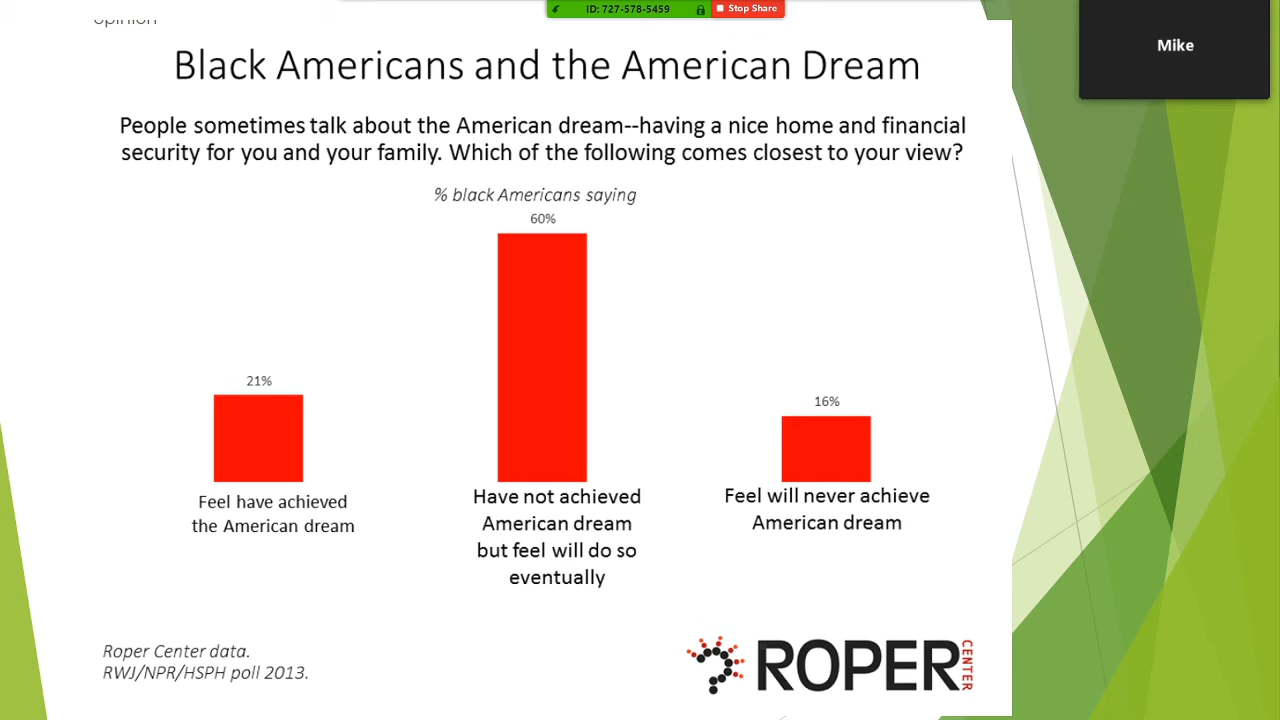 opinion
ID: 727-578-5459
Stop Share
Mike
Black Americans and the American Dream
People sometimes talk about the American dream--having a nice home and financial
security for you and your family. Which of the following comes closest to your view?
% black Americans saying
60%
21%
16%
Feel have achieved
the American dream
Have not achieved
American dream
but feel will do so
eventually
Feel will never achieve
American dream
Roper Center data.
RWJ/NPR/HSPH poll 2013.
ROPER
CENTER